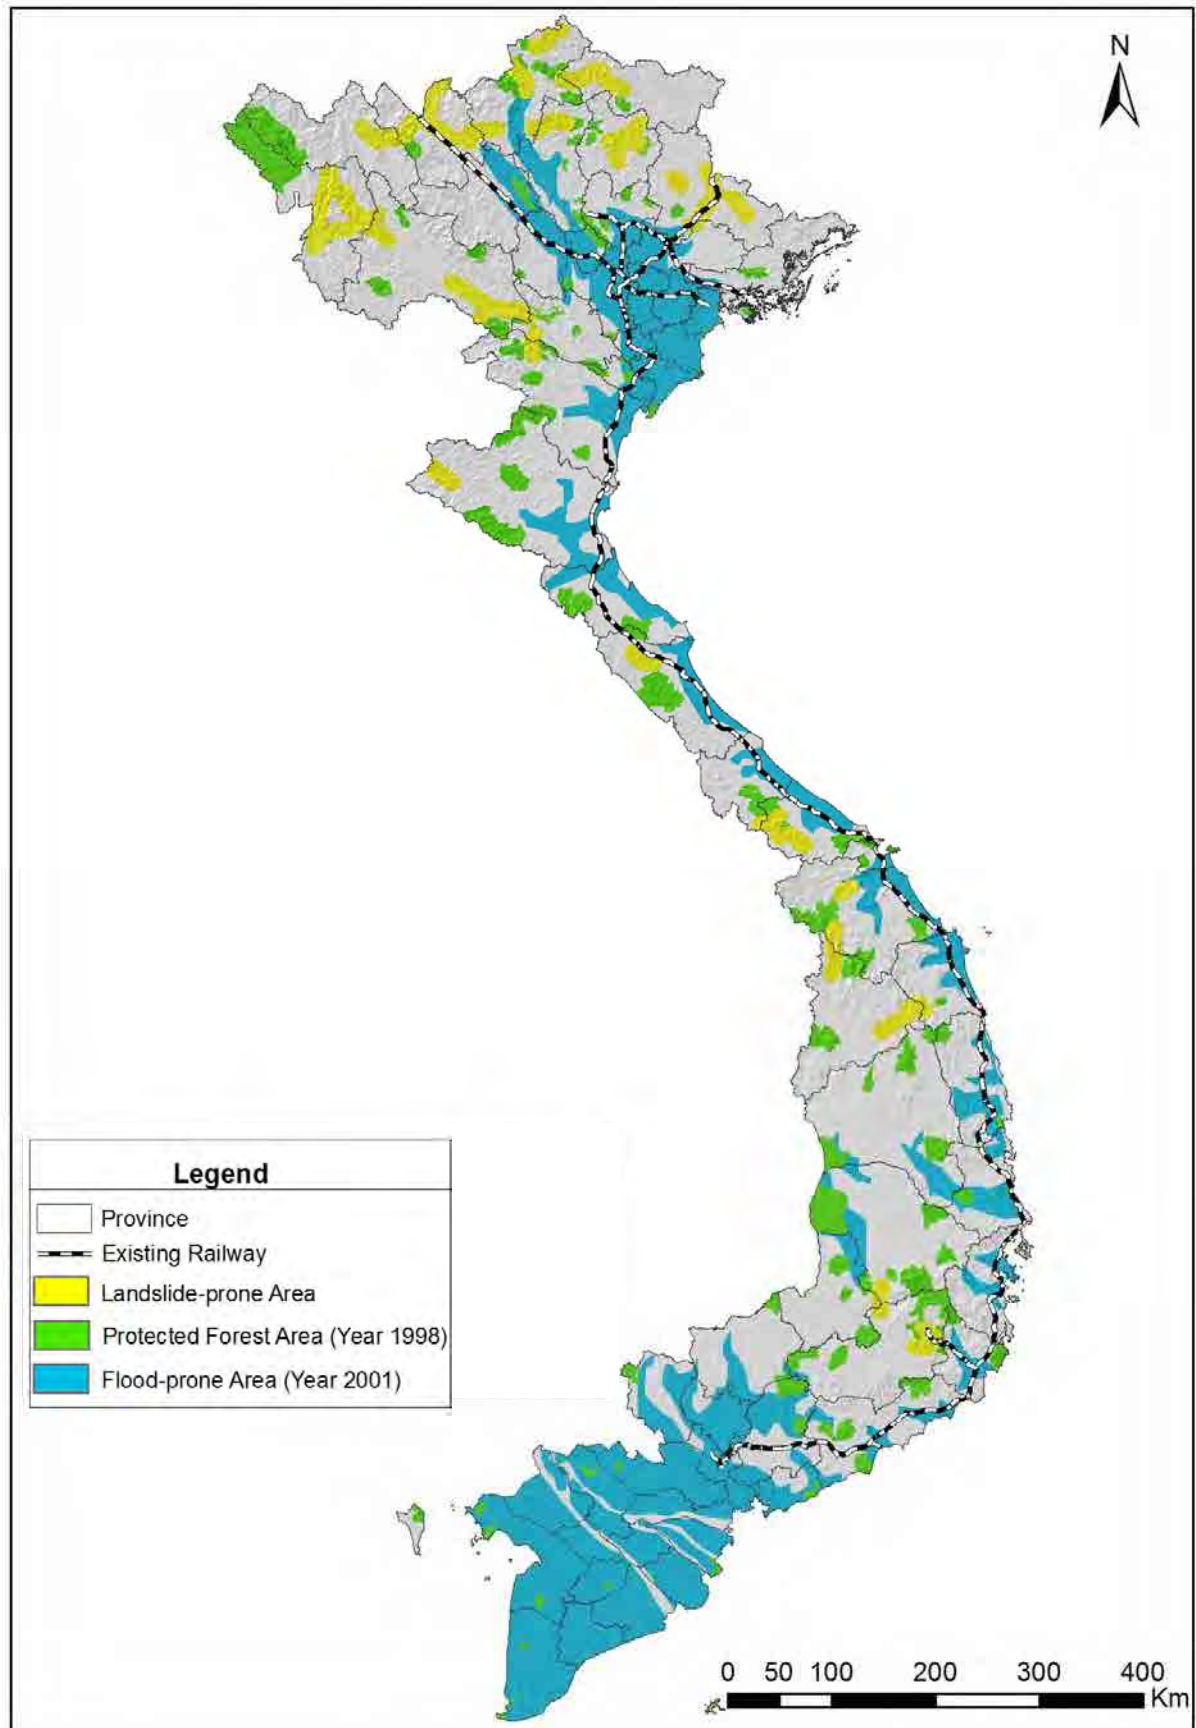 N
Legend
Province
Existing Railway
Landslide-prone Area
Protected Forest Area (Year 1998)
Flood-prone Area (Year 2001)
0 50 100 200 300 400
Km